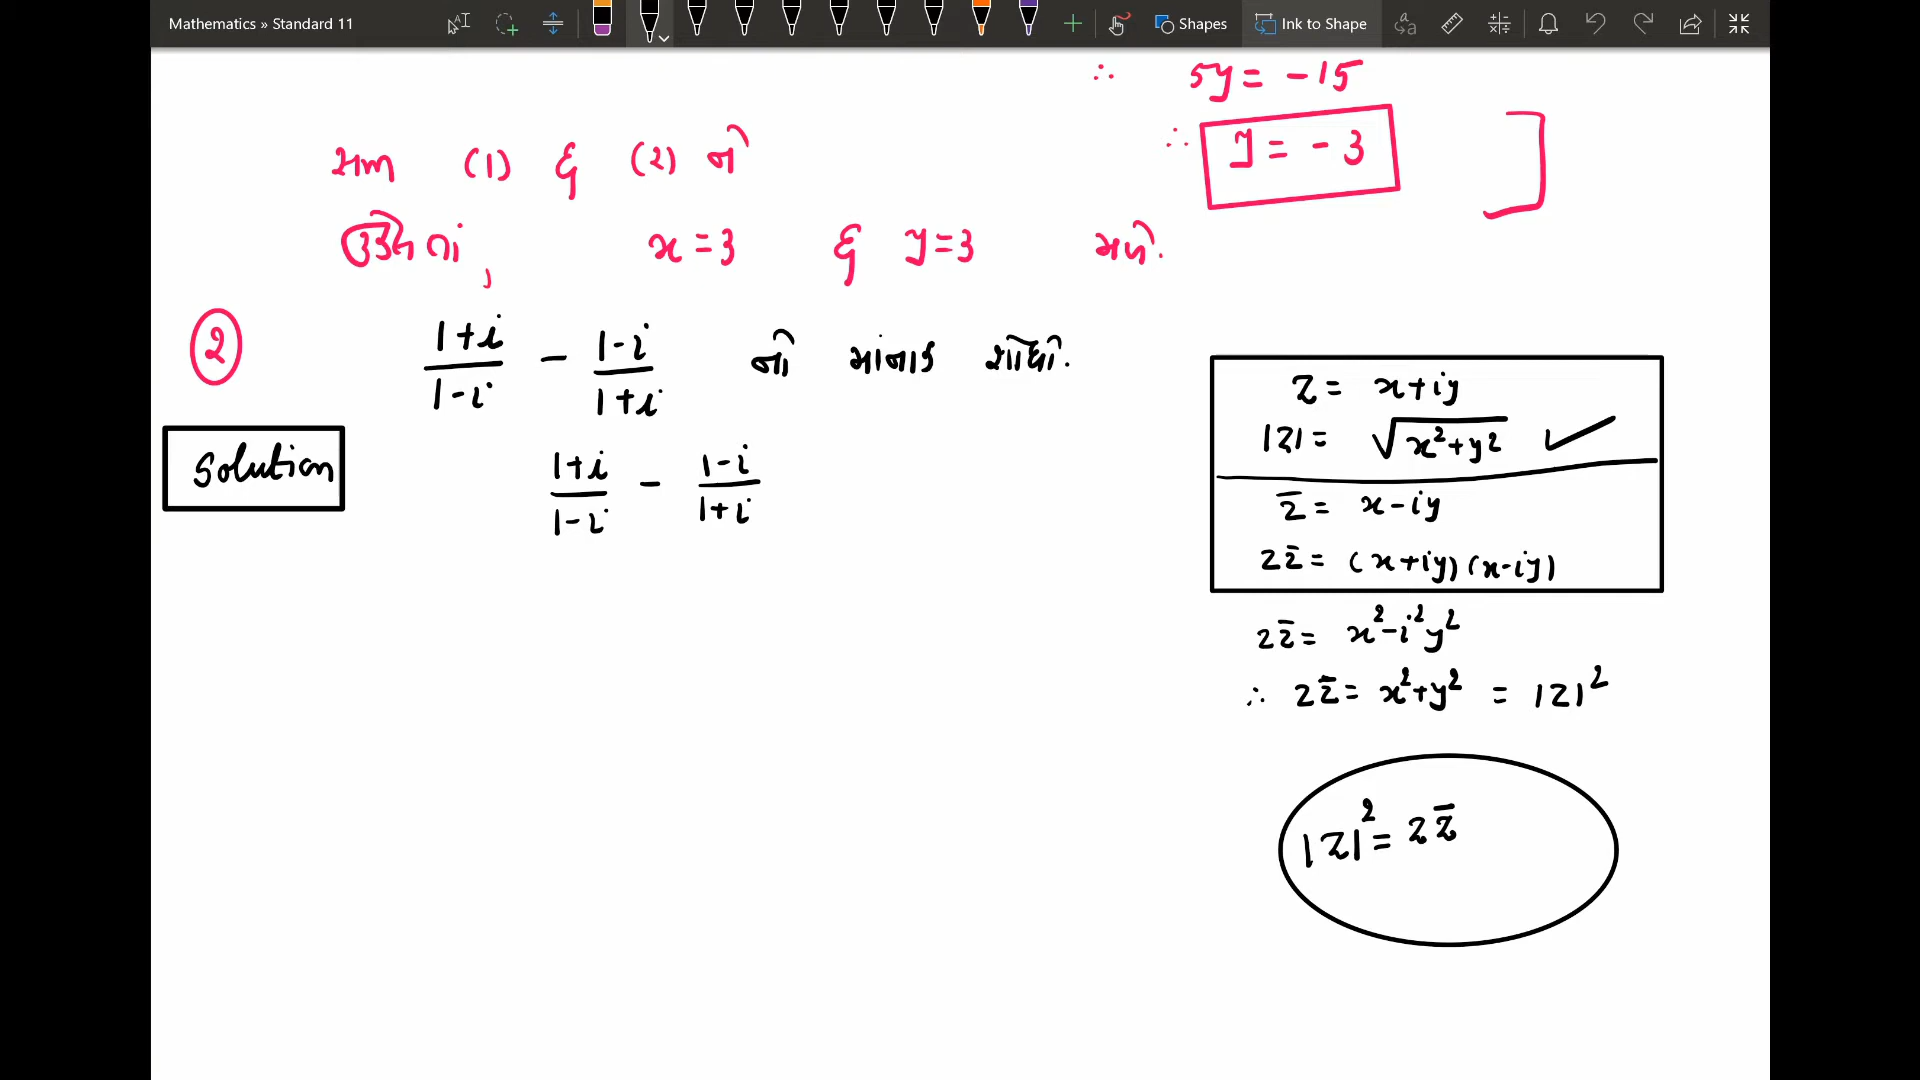 Mathematics » Standard 11
Shapes
Ink to Shape
∴ 5y = -15
∴ y = -3
સમ (1) & (2) ને
ઉકેલતાં, x = 3 & y = 3 મળે.
2
(1+i)/(1-i) - (1-i)/(1+i) નો માનાંક શોધો.
Solution
(1+i)/(1-i) - (1-i)/(1+i)
z = x+iy
|z| = √(x²+y²) ✓
z̄ = x-iy
zz̄ = (x+iy)(x-iy)
zz̄ = x²-i²y²
∴ zz̄ = x²+y² = |z|²
|z|² = zz̄